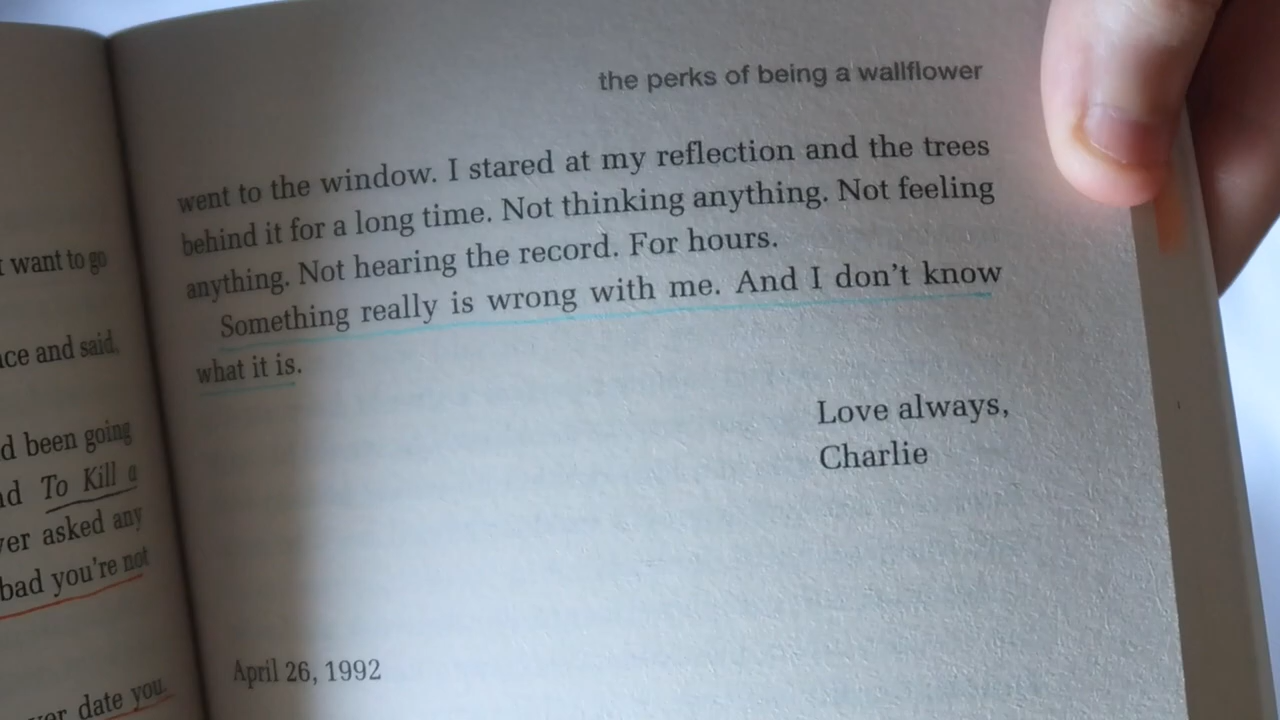 t want to go
ce and said,
d been going
d To Kill a
er asked any
bad you're not
date you.
the perks of being a wallflower
went to the window. I stared at my reflection and the trees
behind it for a long time. Not thinking anything. Not feeling
anything. Not hearing the record. For hours.
Something really is wrong with me. And I don't know
what it is.
Love always,
Charlie
April 26, 1992